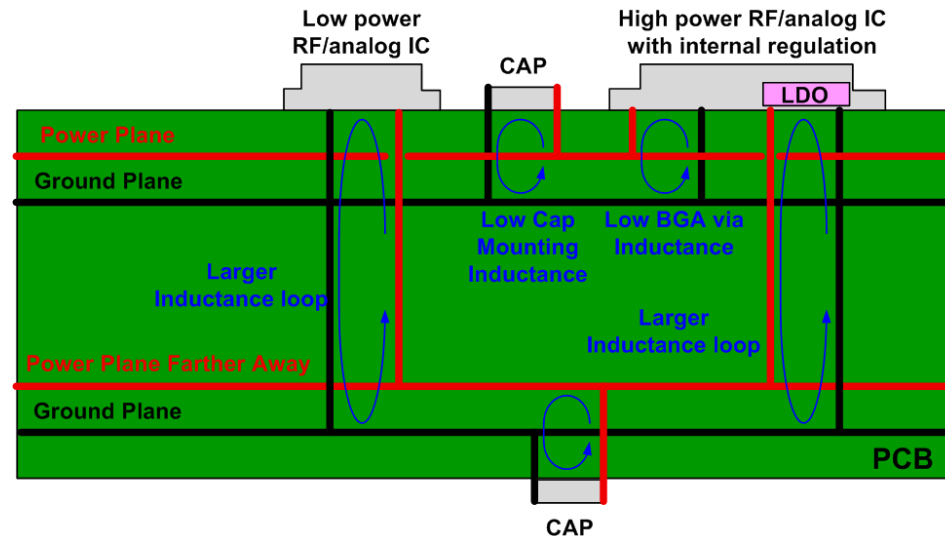 Low power
RF/analog IC
High power RF/analog IC
with internal regulation
CAP
LDO
Power Plane
Ground Plane
Low Cap
Mounting
Inductance
Low BGA via
Inductance
Larger
Inductance loop
Larger
Inductance loop
Power Plane Farther Away
Ground Plane
PCB
CAP